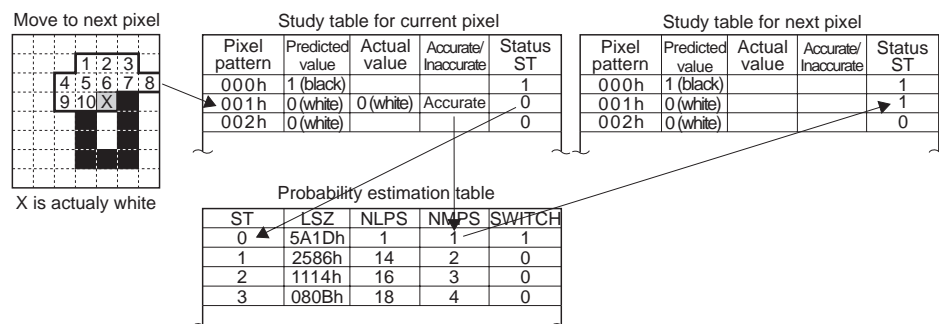 Move to next pixel
1 2 3
4 5 6 7 8
9 10 X
X is actualy white
Study table for current pixel
Pixel pattern Predicted value Actual value Accurate/Inaccurate Status ST
000h 1 (black) 1
001h 0 (white) 0 (white) Accurate 0
002h 0 (white) 0
Study table for next pixel
Pixel pattern Predicted value Actual value Accurate/Inaccurate Status ST
000h 1 (black) 1
001h 0 (white) 1
002h 0 (white) 0
Probability estimation table
ST LSZ NLPS NMPS SWITCH
0 5A1Dh 1 1 1
1 2586h 14 2 0
2 1114h 16 3 0
3 080Bh 18 4 0